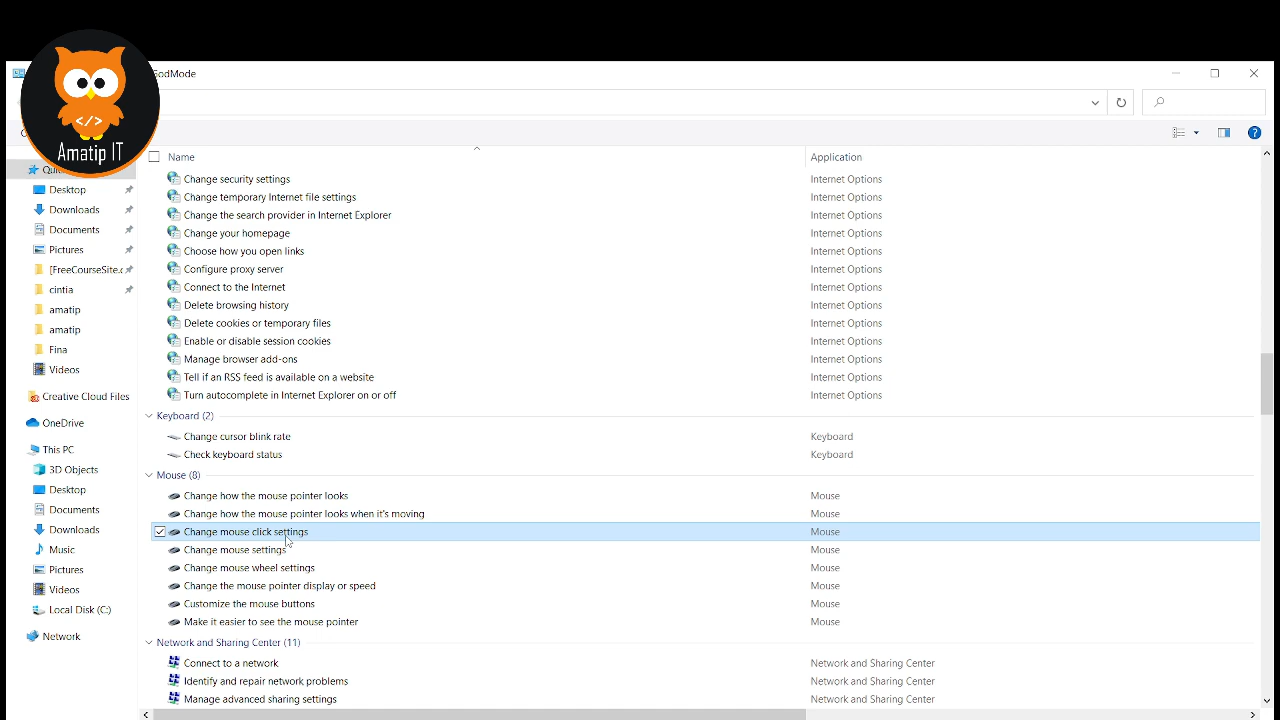 GodMode
</>
Amatip IT
Name
Application
Change security settings
Internet Options
Change temporary Internet file settings
Internet Options
Change the search provider in Internet Explorer
Internet Options
Change your homepage
Internet Options
Choose how you open links
Internet Options
Configure proxy server
Internet Options
Connect to the Internet
Internet Options
Delete browsing history
Internet Options
Delete cookies or temporary files
Internet Options
Enable or disable session cookies
Internet Options
Manage browser add-ons
Internet Options
Tell if an RSS feed is available on a website
Internet Options
Turn autocomplete in Internet Explorer on or off
Internet Options
Keyboard (2)
Change cursor blink rate
Keyboard
Check keyboard status
Keyboard
Mouse (8)
Change how the mouse pointer looks
Mouse
Change how the mouse pointer looks when it's moving
Mouse
Change mouse click settings
Mouse
Change mouse settings
Mouse
Change mouse wheel settings
Mouse
Change the mouse pointer display or speed
Mouse
Customize the mouse buttons
Mouse
Make it easier to see the mouse pointer
Mouse
Network and Sharing Center (11)
Connect to a network
Network and Sharing Center
Identify and repair network problems
Network and Sharing Center
Manage advanced sharing settings
Network and Sharing Center
Desktop
Downloads
Documents
Pictures
[FreeCourseSite.c
cintia
amatip
amatip
Fina
Videos
Creative Cloud Files
OneDrive
This PC
3D Objects
Desktop
Documents
Downloads
Music
Pictures
Videos
Local Disk (C:)
Network